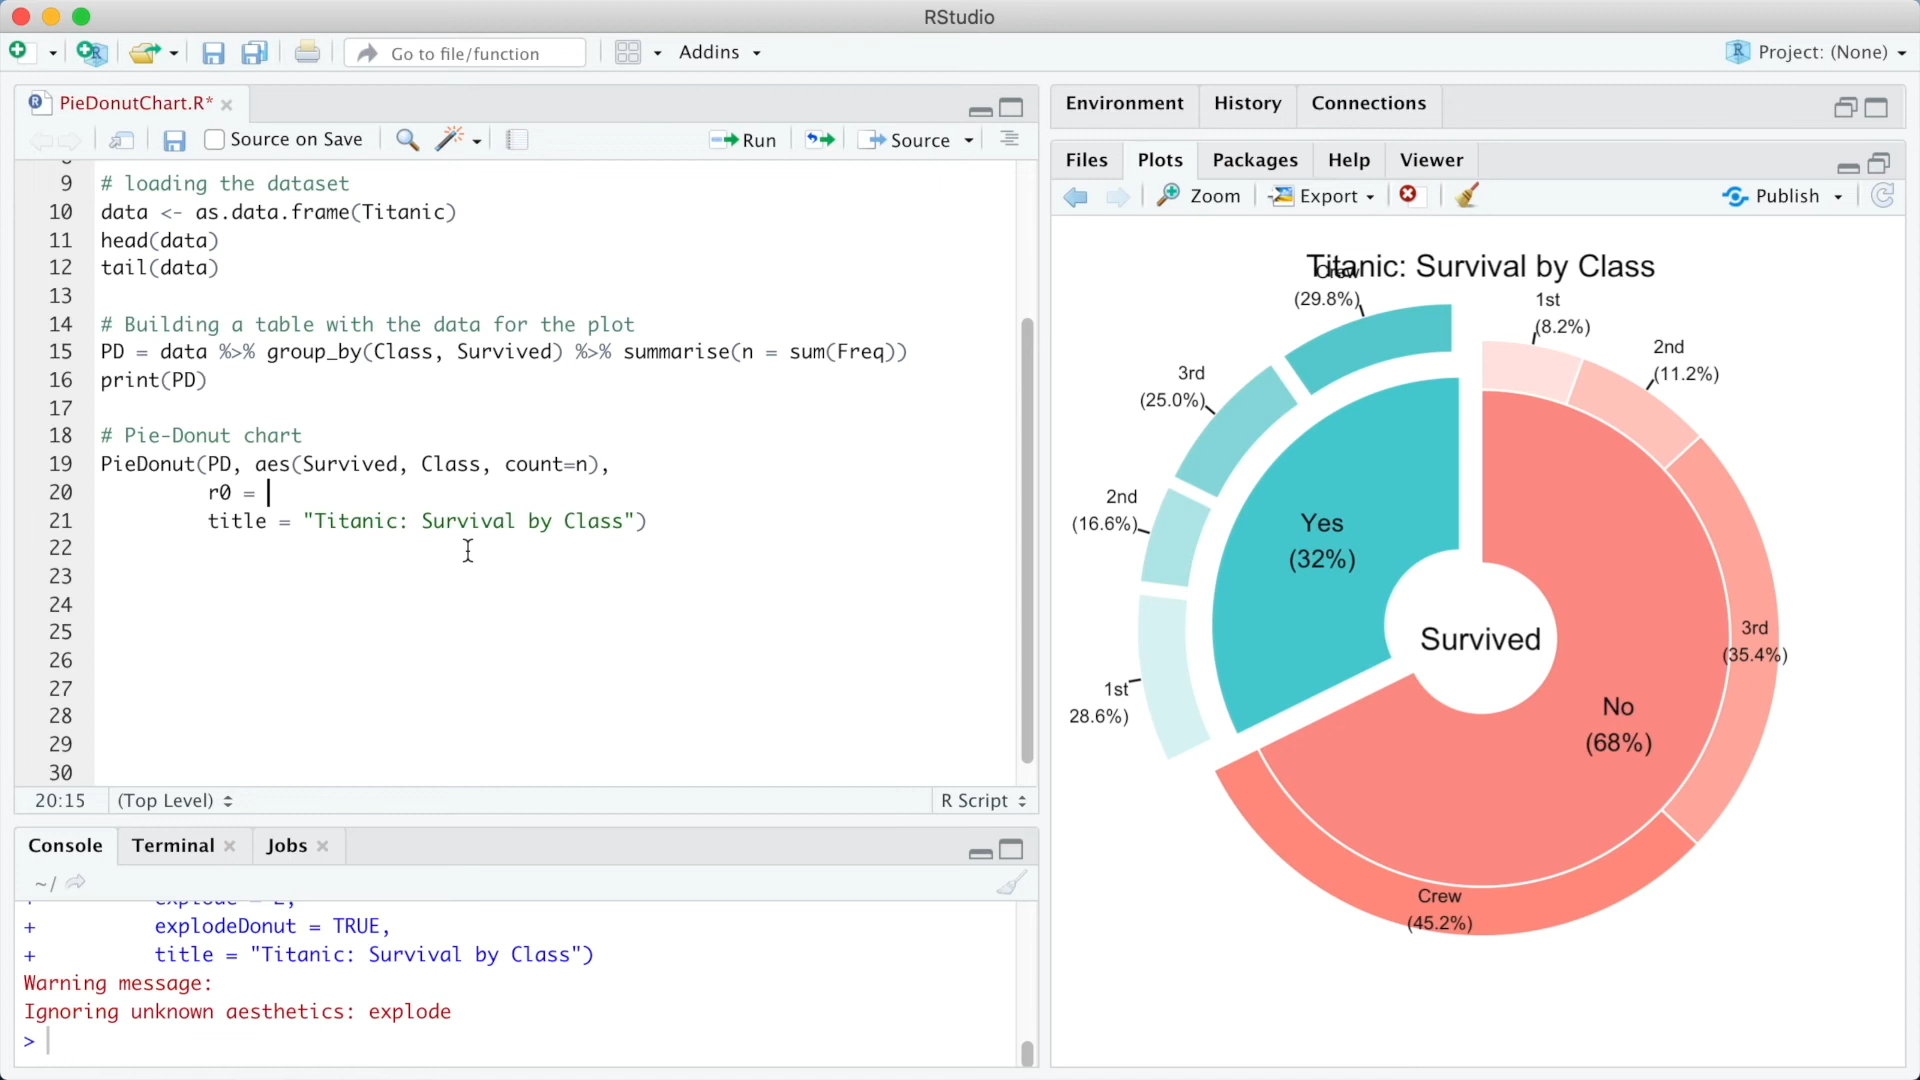 RStudio
Go to file/function
Addins
Project: (None)
PieDonutChart.R*
Source on Save
Run
Source
9 # loading the dataset
10 data <- as.data.frame(Titanic)
11 head(data)
12 tail(data)
13
14 # Building a table with the data for the plot
15 PD = data %>% group_by(Class, Survived) %>% summarise(n = sum(Freq))
16 print(PD)
17
18 # Pie-Donut chart
19 PieDonut(PD, aes(Survived, Class, count=n),
20 r0 =
21 title = "Titanic: Survival by Class")
22
23
24
25
26
27
28
29
30
20:15 (Top Level) R Script
Console Terminal Jobs
~/
+ explodeDonut = TRUE,
+ title = "Titanic: Survival by Class")
Warning message:
Ignoring unknown aesthetics: explode
>
Environment History Connections
Files Plots Packages Help Viewer
Zoom Export Publish
Titanic: Survival by Class
Crew
(29.8%)
1st
(8.2%)
2nd
(11.2%)
3rd
(25.0%)
2nd
(16.6%)
Yes
(32%)
Survived
3rd
(35.4%)
1st
28.6%)
No
(68%)
Crew
(45.2%)